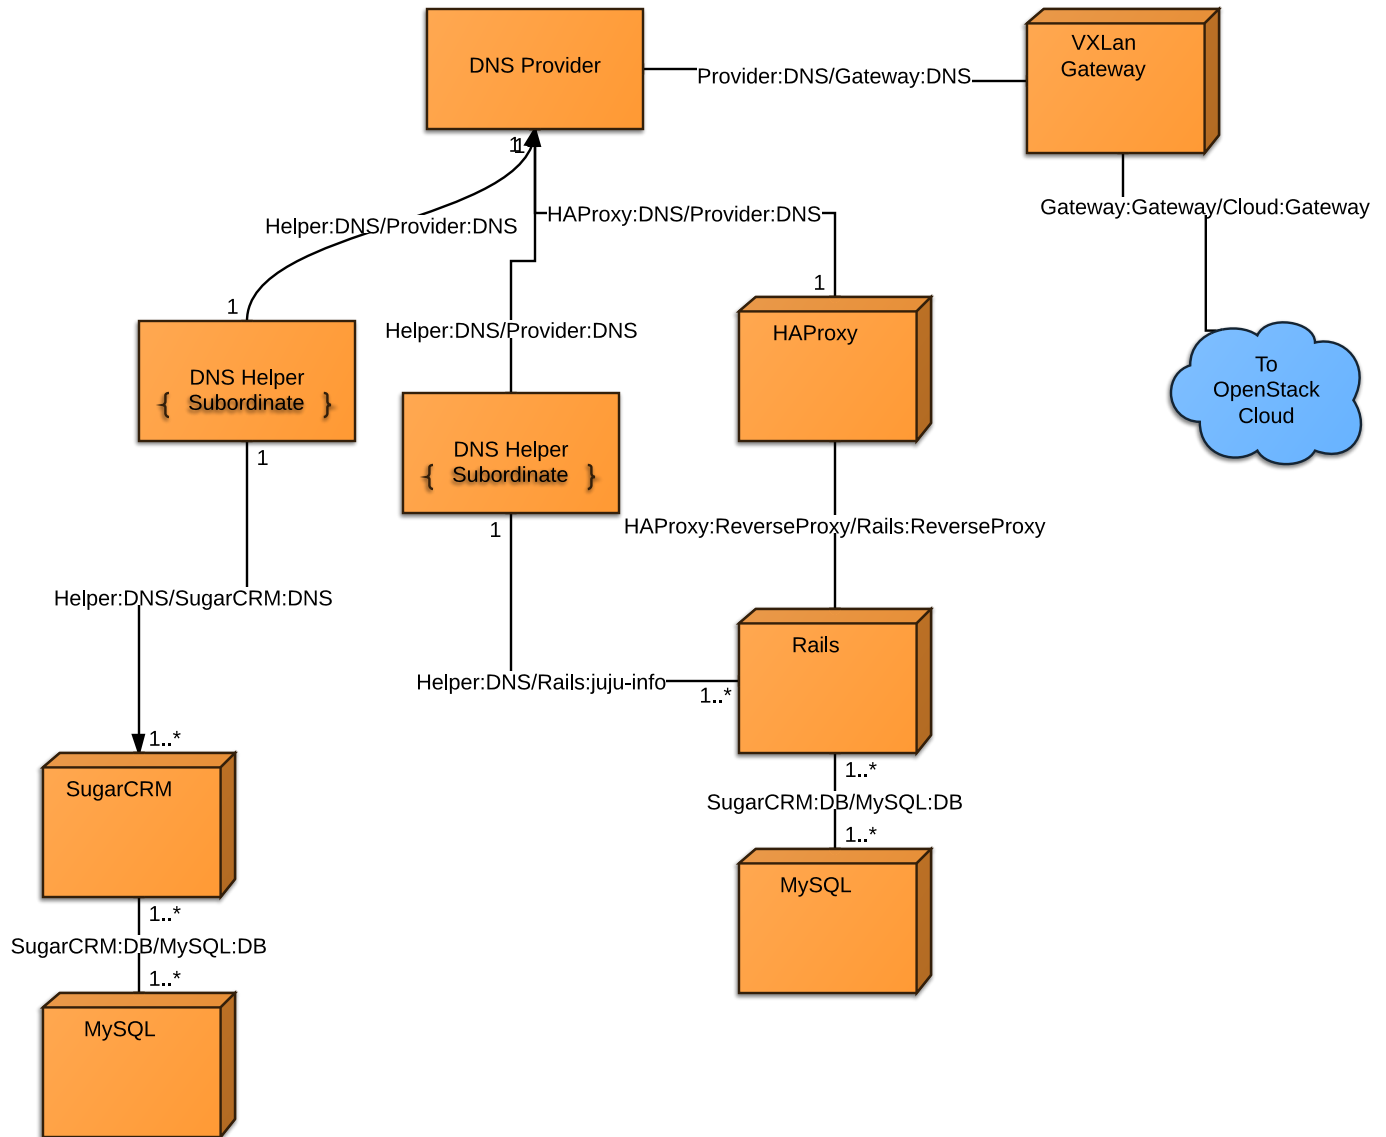 DNS Provider
VXLan
Gateway
Provider:DNS/Gateway:DNS
1
1
Gateway:Gateway/Cloud:Gateway
HAProxy:DNS/Provider:DNS
Helper:DNS/Provider:DNS
1
1
HAProxy
Helper:DNS/Provider:DNS
To
OpenStack
Cloud
DNS Helper
{ Subordinate }
DNS Helper
{ Subordinate }
1
1
HAProxy:ReverseProxy/Rails:ReverseProxy
Helper:DNS/SugarCRM:DNS
Rails
Helper:DNS/Rails:juju-info
1..*
1..*
SugarCRM
1..*
SugarCRM:DB/MySQL:DB
1..*
MySQL
1..*
SugarCRM:DB/MySQL:DB
1..*
MySQL